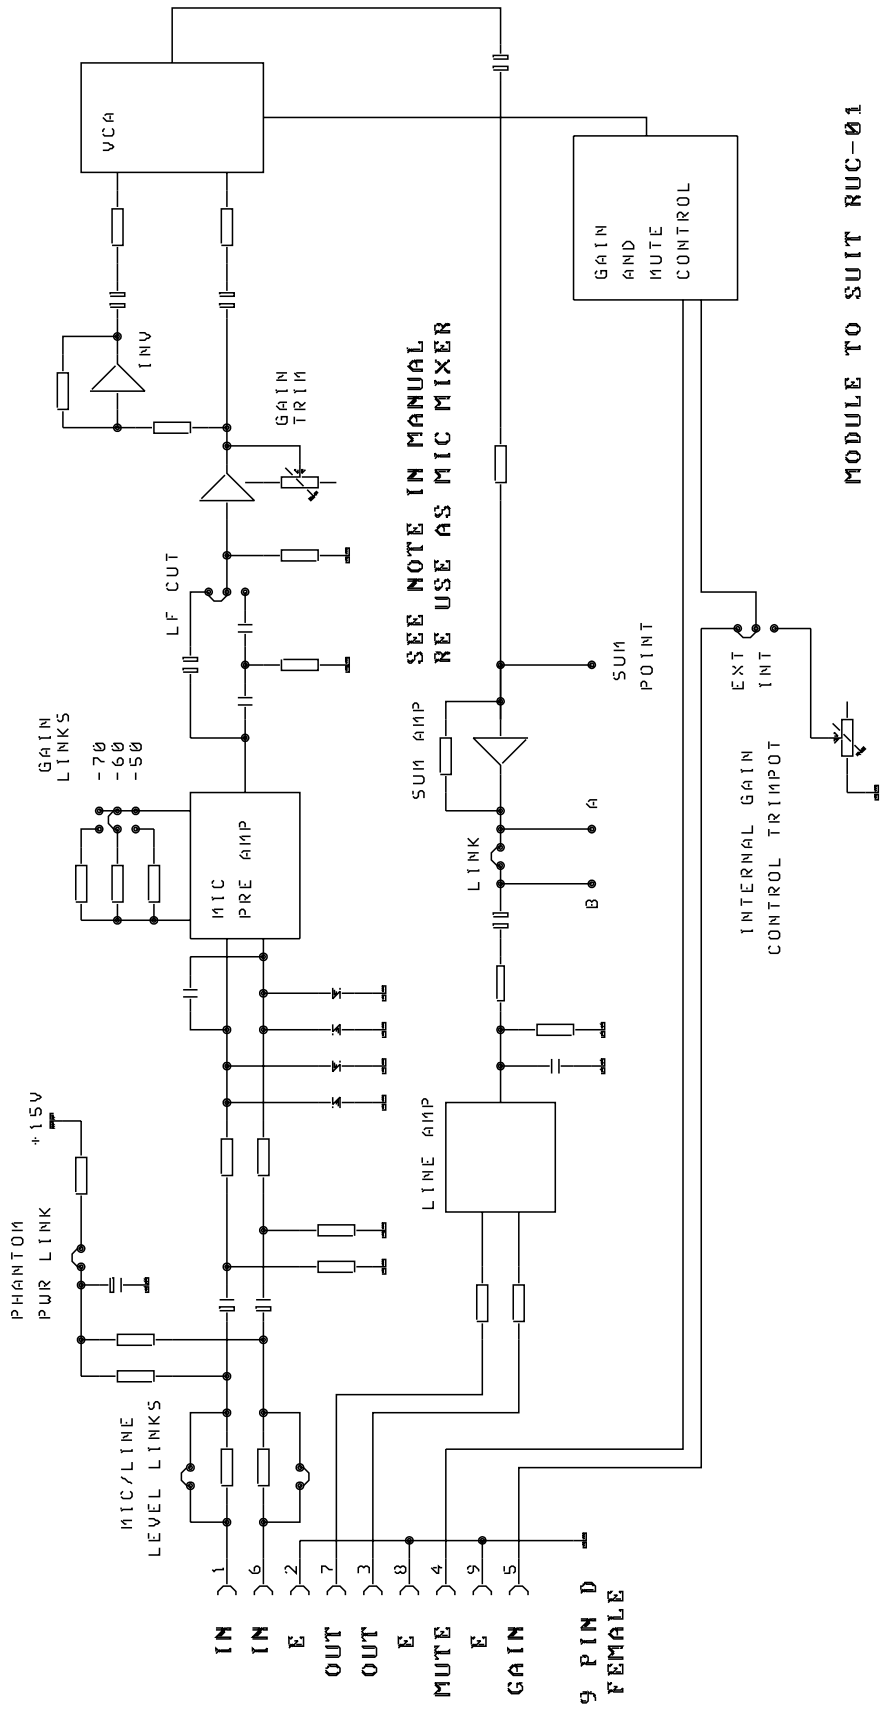 PHANTOM
PWR LINK
+15V
GAIN
LINKS
-70
-60
-50
MIC/LINE
LEVEL LINKS
MIC
PRE AMP
LF CUT
INV
GAIN
TRIM
VCA
SEE NOTE IN MANUAL
RE USE AS MIC MIXER
LINE AMP
LINK
SUM AMP
B
A
SUM
POINT
GAIN
AND
MUTE
CONTROL
EXT
INT
INTERNAL GAIN
CONTROL TRIMPOT
IN 1
IN 6
E 2
OUT 7
OUT 3
E 8
MUTE 4
E 9
GAIN 5
9 PIN D
FEMALE
MODULE TO SUIT RUC-01